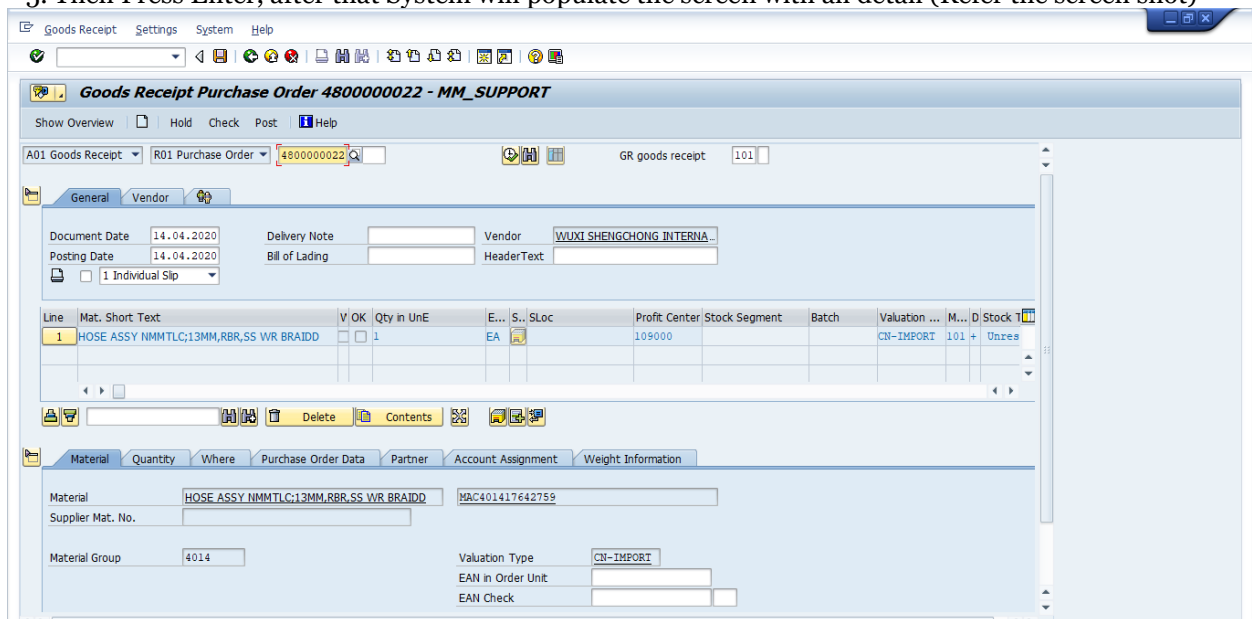 3. Then Press Enter, after that System will populate the screen with all detail (Refer the screen shot)
Goods Receipt Settings System Help
Goods Receipt Purchase Order 4800000022 - MM_SUPPORT
Show Overview Hold Check Post Help
A01 Goods Receipt R01 Purchase Order 4800000022 GR goods receipt 101
General Vendor
Document Date 14.04.2020 Delivery Note Vendor WUXI SHENGCHONG INTERNA..
Posting Date 14.04.2020 Bill of Lading HeaderText
1 Individual Slip
Line Mat. Short Text V OK Qty in UnE E... S.. SLoc Profit Center Stock Segment Batch Valuation ... M... D Stock T
1 HOSE ASSY NMMTLC;13MM,RBR,SS WR BRAIDD 1 EA 109000 CN-IMPORT 101 + Unres
Delete Contents
Material Quantity Where Purchase Order Data Partner Account Assignment Weight Information
Material HOSE ASSY NMMTLC;13MM,RBR,SS WR BRAIDD MAC401417642759
Supplier Mat. No.
Material Group 4014 Valuation Type CN-IMPORT
EAN in Order Unit
EAN Check